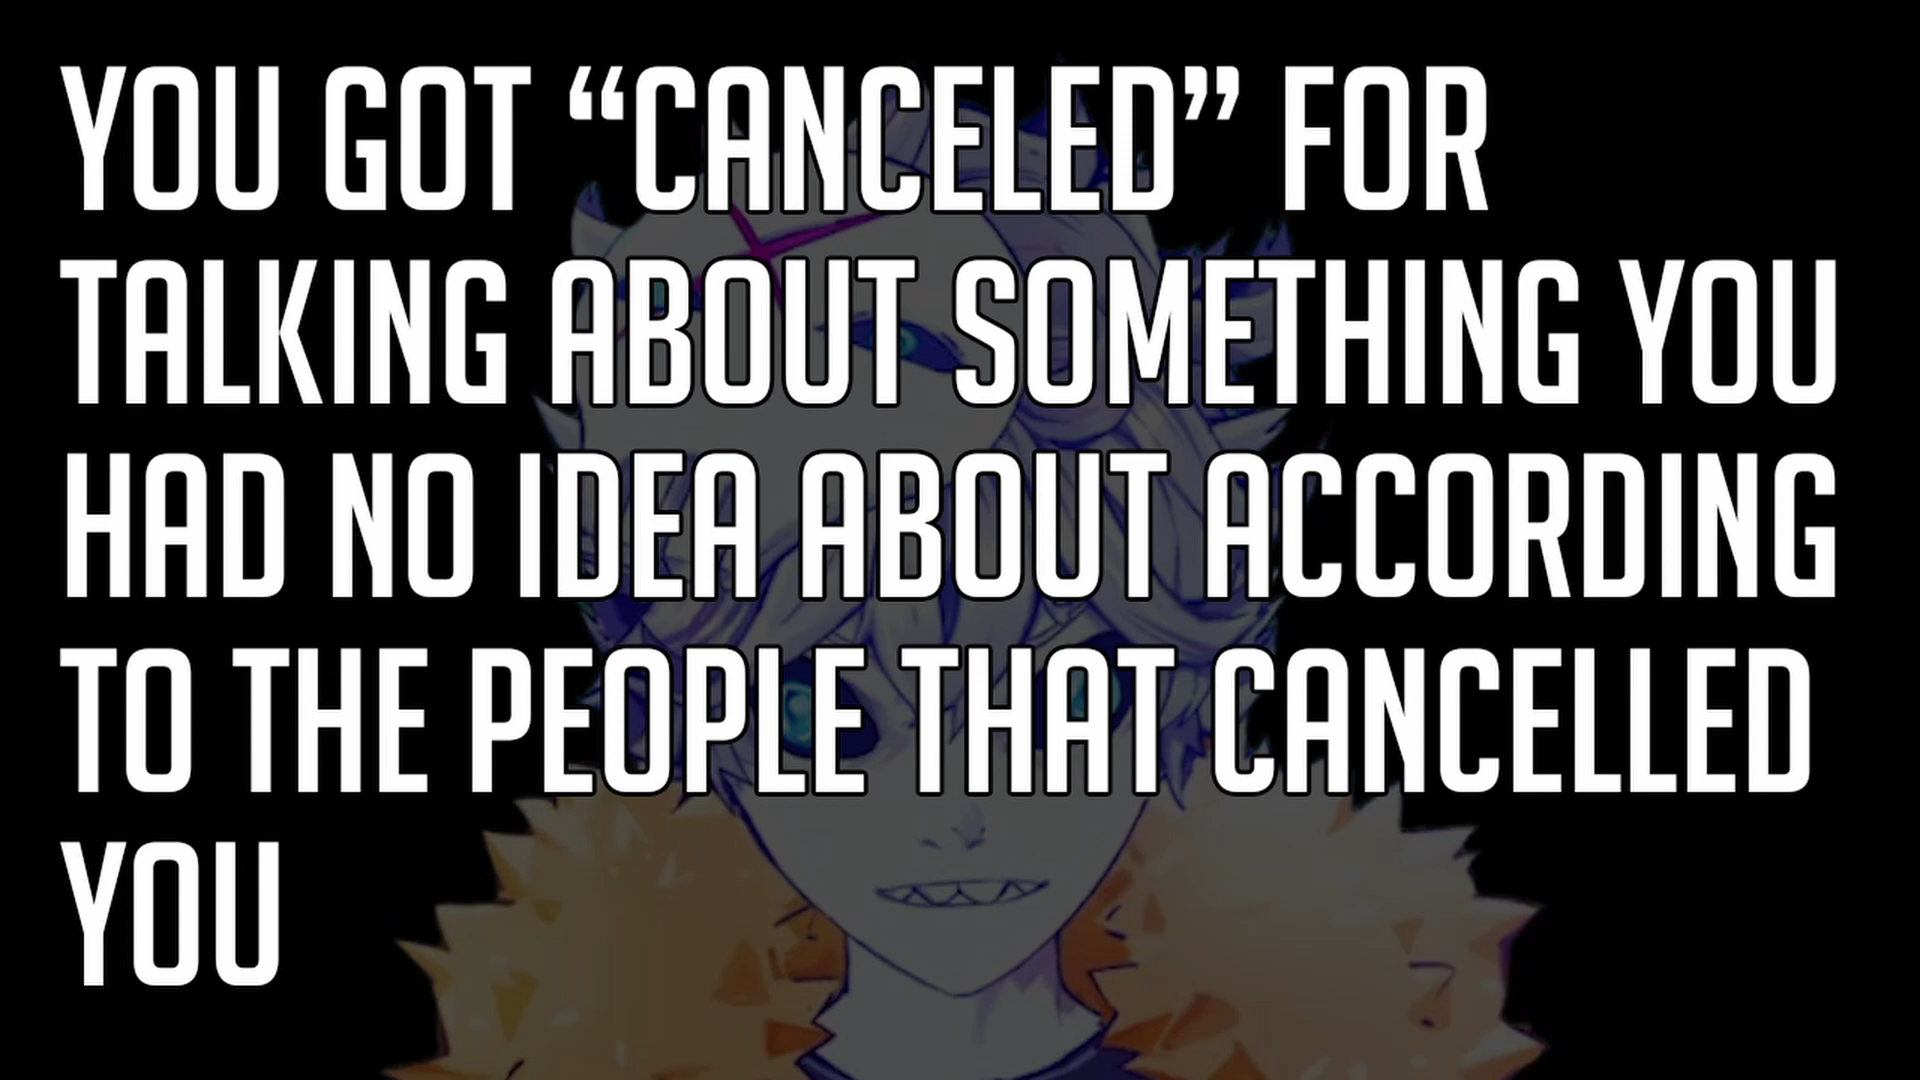 YOU GOT “CANCELED” FOR
TALKING ABOUT SOMETHING YOU
HAD NO IDEA ABOUT ACCORDING
TO THE PEOPLE THAT CANCELLED
YOU